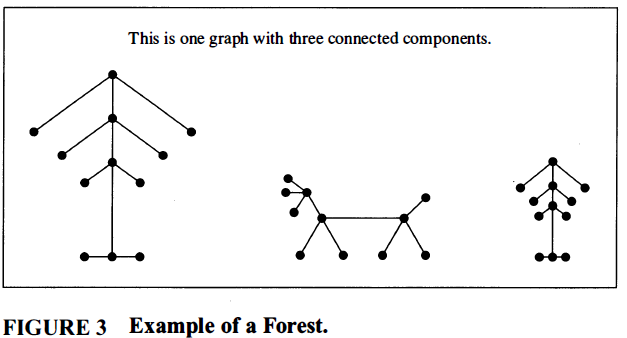 This is one graph with three connected components.
FIGURE 3 Example of a Forest.